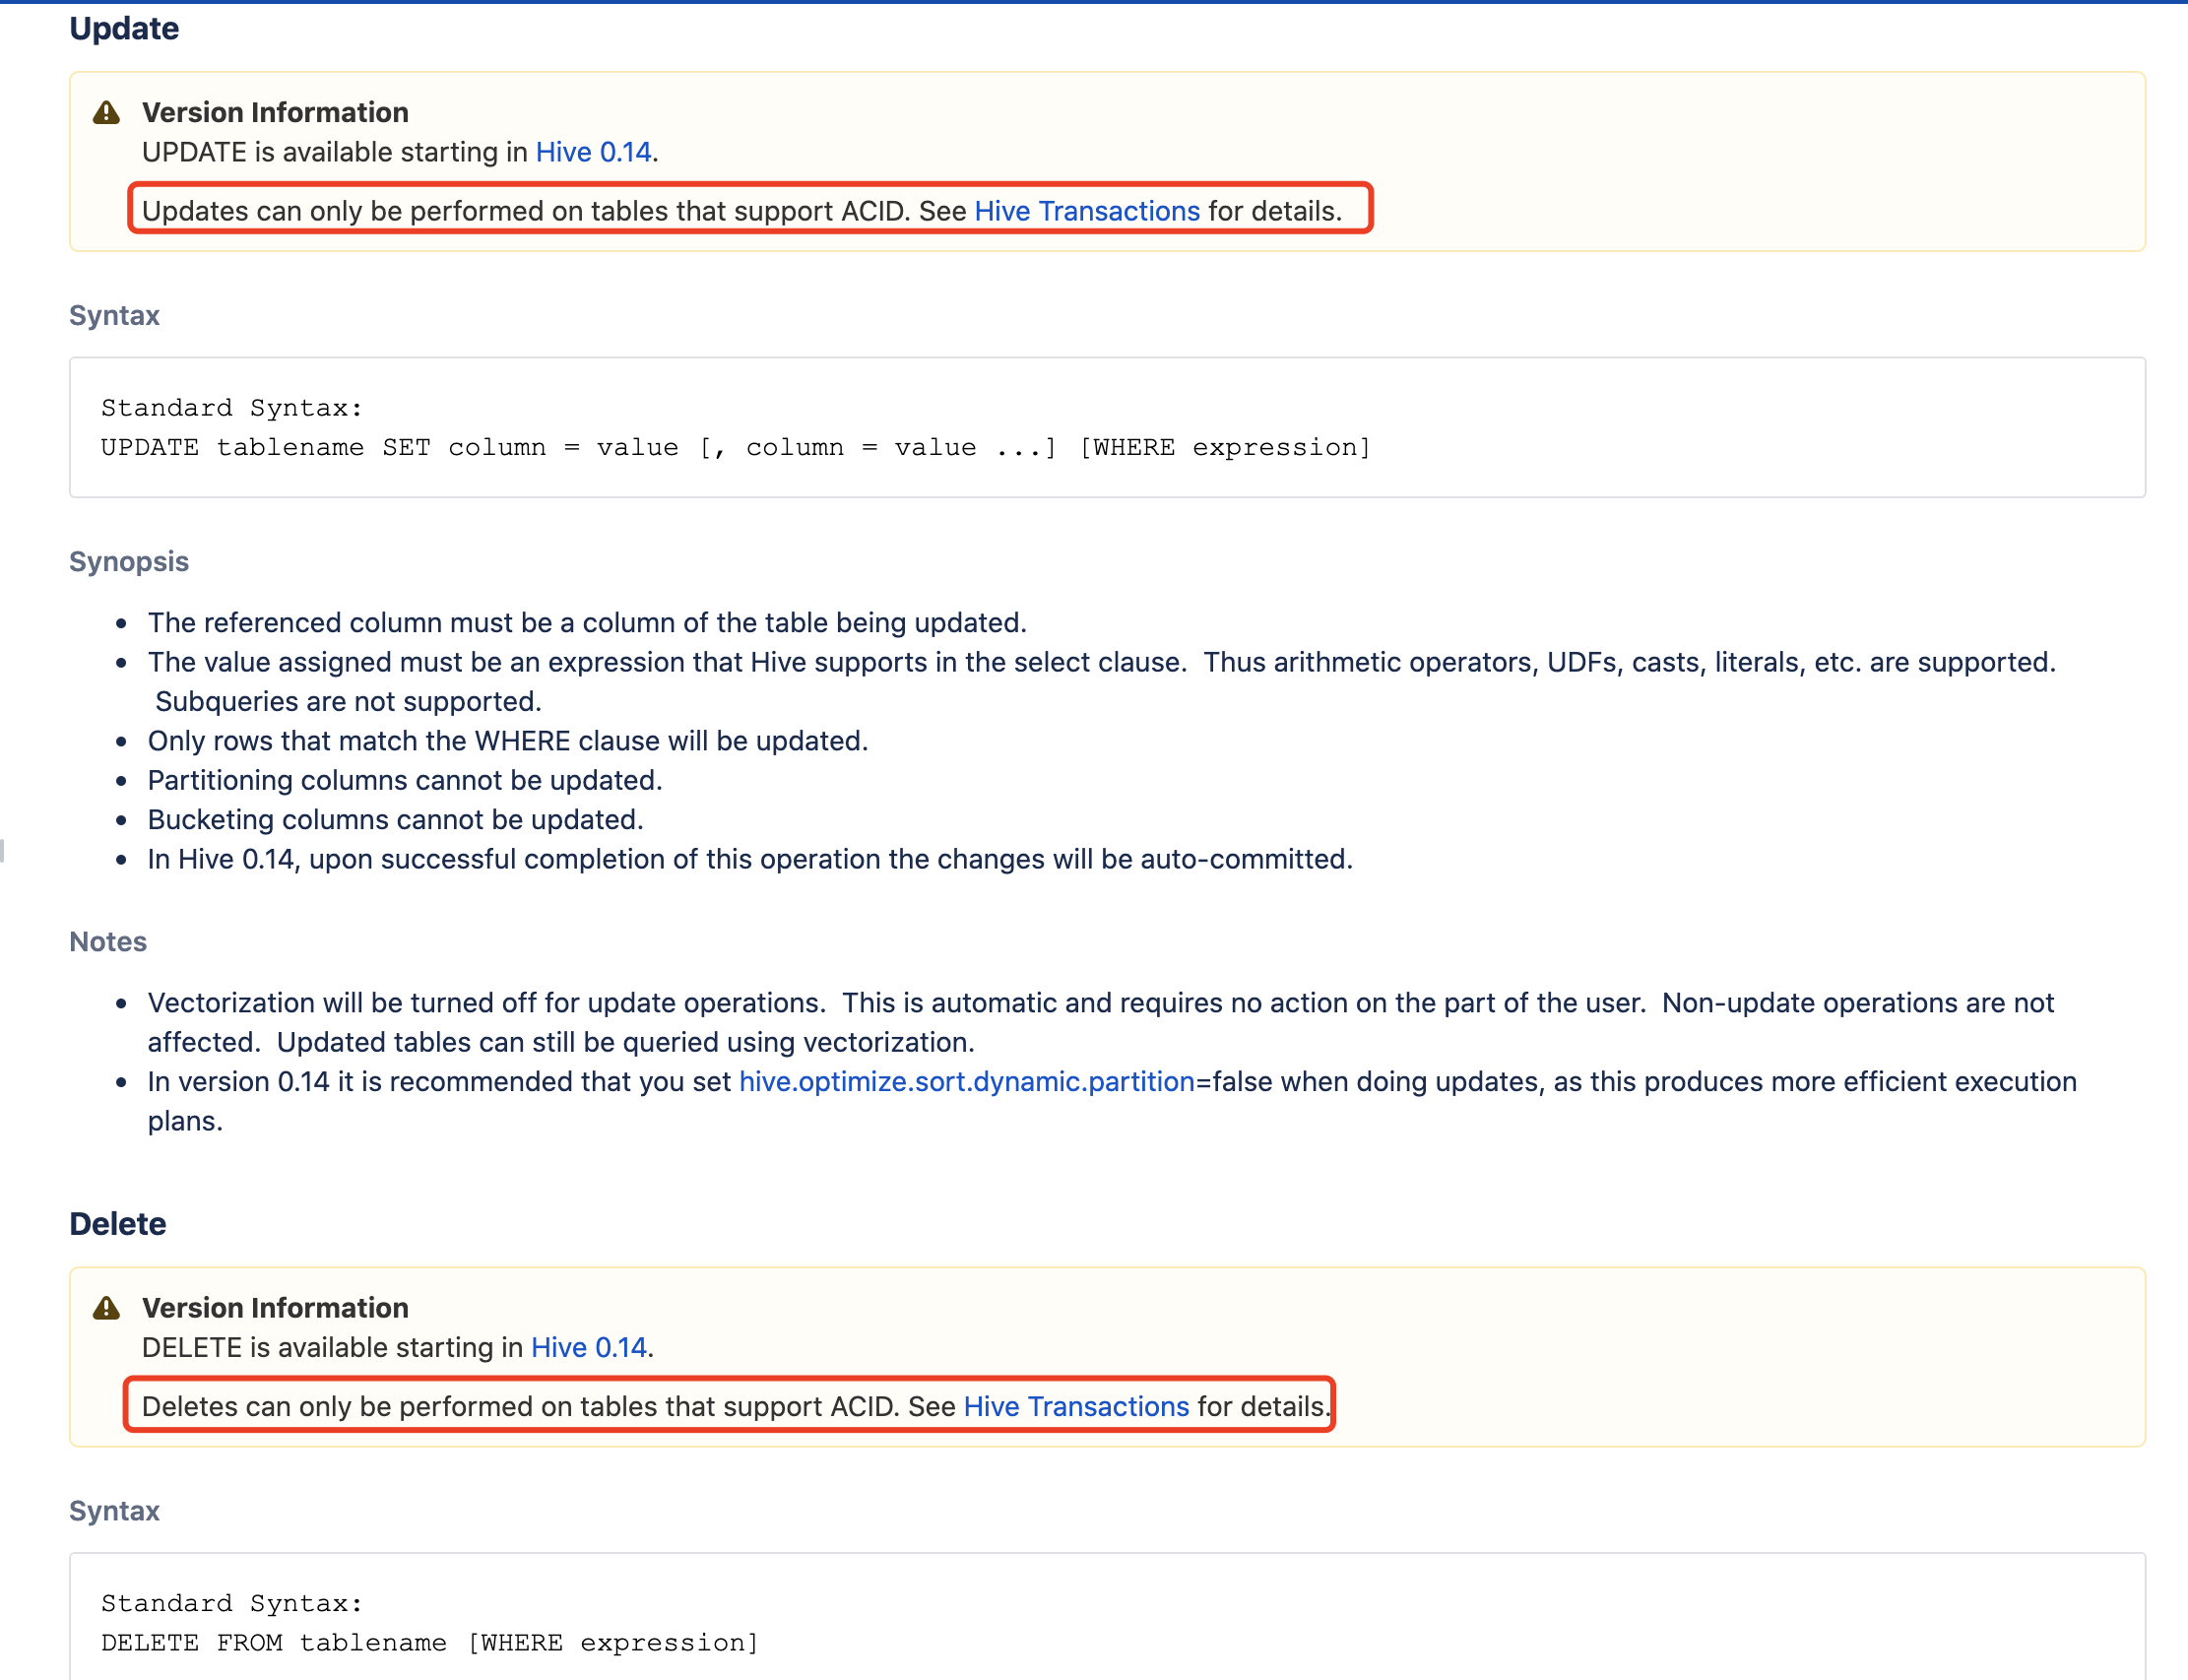 Update
Version Information
UPDATE is available starting in Hive 0.14.
Updates can only be performed on tables that support ACID. See Hive Transactions for details.
Syntax
Standard Syntax:
UPDATE tablename SET column = value [, column = value ...] [WHERE expression]
Synopsis
The referenced column must be a column of the table being updated.
The value assigned must be an expression that Hive supports in the select clause.  Thus arithmetic operators, UDFs, casts, literals, etc. are supported.
Subqueries are not supported.
Only rows that match the WHERE clause will be updated.
Partitioning columns cannot be updated.
Bucketing columns cannot be updated.
In Hive 0.14, upon successful completion of this operation the changes will be auto-committed.
Notes
Vectorization will be turned off for update operations.  This is automatic and requires no action on the part of the user.  Non-update operations are not
affected.  Updated tables can still be queried using vectorization.
In version 0.14 it is recommended that you set hive.optimize.sort.dynamic.partition=false when doing updates, as this produces more efficient execution
plans.
Delete
Version Information
DELETE is available starting in Hive 0.14.
Deletes can only be performed on tables that support ACID. See Hive Transactions for details.
Syntax
Standard Syntax:
DELETE FROM tablename [WHERE expression]